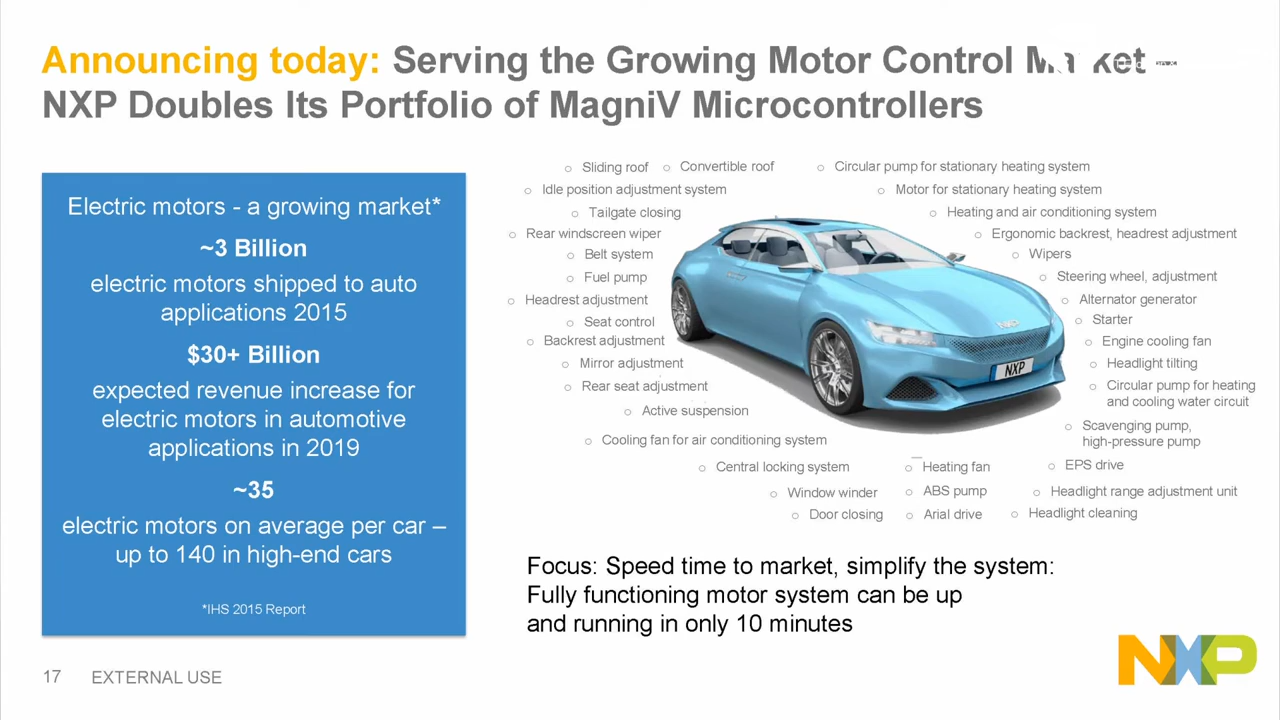 Announcing today: Serving the Growing Motor Control Market
NXP Doubles Its Portfolio of MagniV Microcontrollers
Electric motors - a growing market*
~3 Billion
electric motors shipped to auto
applications 2015
$30+ Billion
expected revenue increase for
electric motors in automotive
applications in 2019
~35
electric motors on average per car –
up to 140 in high-end cars
*IHS 2015 Report
Sliding roof
Convertible roof
Circular pump for stationary heating system
Idle position adjustment system
Motor for stationary heating system
Tailgate closing
Heating and air conditioning system
Rear windscreen wiper
Ergonomic backrest, headrest adjustment
Belt system
Wipers
Fuel pump
Steering wheel, adjustment
Headrest adjustment
Alternator generator
Seat control
Starter
Backrest adjustment
Engine cooling fan
Mirror adjustment
Headlight tilting
Rear seat adjustment
Circular pump for heating
and cooling water circuit
Active suspension
Scavenging pump,
high-pressure pump
Cooling fan for air conditioning system
Central locking system
Heating fan
EPS drive
Window winder
ABS pump
Headlight range adjustment unit
Door closing
Arial drive
Headlight cleaning
NXP
NXP
Focus: Speed time to market, simplify the system:
Fully functioning motor system can be up
and running in only 10 minutes
17 EXTERNAL USE
NXP